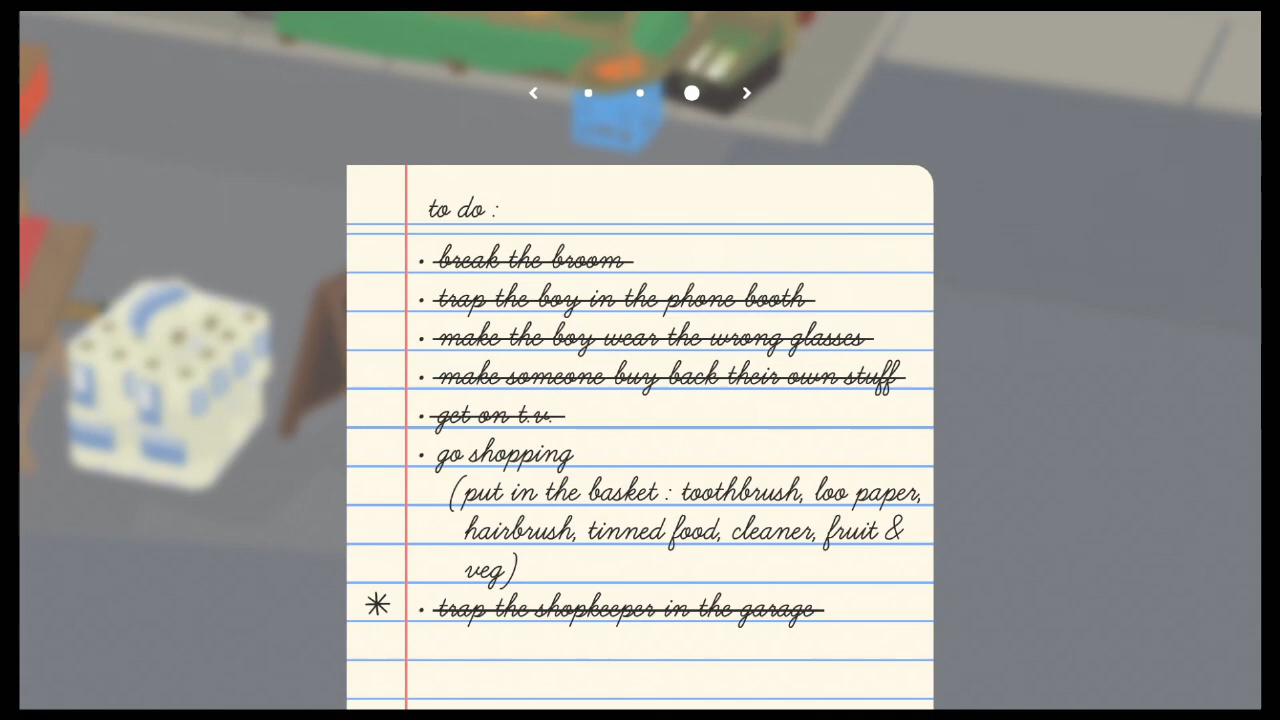 to do :
• break the broom
• trap the boy in the phone booth
• make the boy wear the wrong glasses
• make someone buy back their own stuff
• get on t.v.
• go shopping
(put in the basket : toothbrush, loo paper,
hairbrush, tinned food, cleaner, fruit &
veg)
* • trap the shopkeeper in the garage